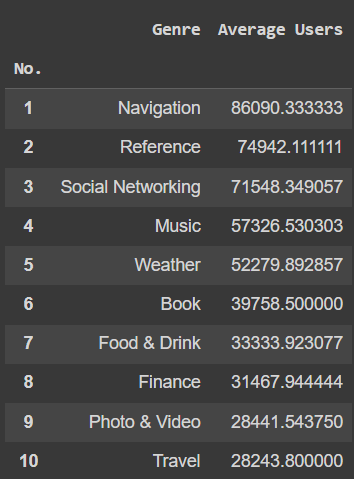 Genre Average Users
No.
1 Navigation 86090.333333
2 Reference 74942.111111
3 Social Networking 71548.349057
4 Music 57326.530303
5 Weather 52279.892857
6 Book 39758.500000
7 Food & Drink 33333.923077
8 Finance 31467.944444
9 Photo & Video 28441.543750
10 Travel 28243.800000